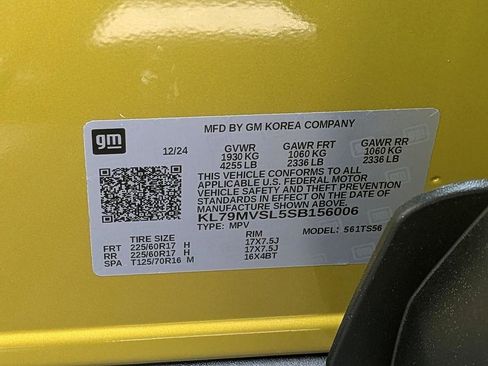 gm
MFD BY GM KOREA COMPANY
12/24 GVWR GAWR FRT GAWR RR
1930 KG 1060 KG 1060 KG
4255 LB 2336 LB 2336 LB
THIS VEHICLE CONFORMS TO ALL
APPLICABLE U.S. FEDERAL MOTOR
VEHICLE SAFETY AND THEFT PREVENTION
STANDARDS IN EFFECT ON THE DATE OF
MANUFACTURE SHOWN ABOVE.
KL79MVSL5SB156006
TYPE: MPV MODEL: 561TS56
TIRE SIZE RIM
FRT 225/60R17 H 17X7.5J
RR 225/60R17 H 17X7.5J
SPA T125/70R16 M 16X4BT